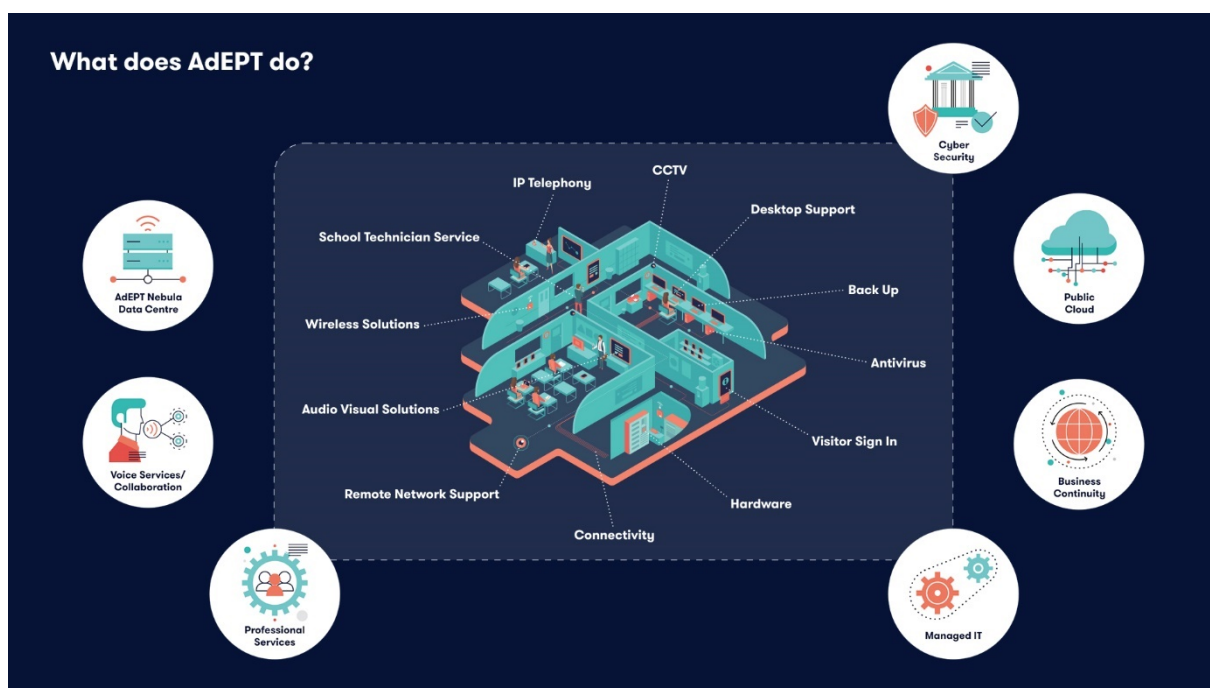 What does AdEPT do?
Cyber
Security
CCTV
IP Telephony
Desktop Support
School Technician Service
AdEPT Nebula
Data Centre
Public
Cloud
Back Up
Wireless Solutions
Antivirus
Audio Visual Solutions
Visitor Sign In
Voice Services/
Collaboration
Business
Continuity
Remote Network Support
Hardware
Connectivity
Professional
Services
Managed IT